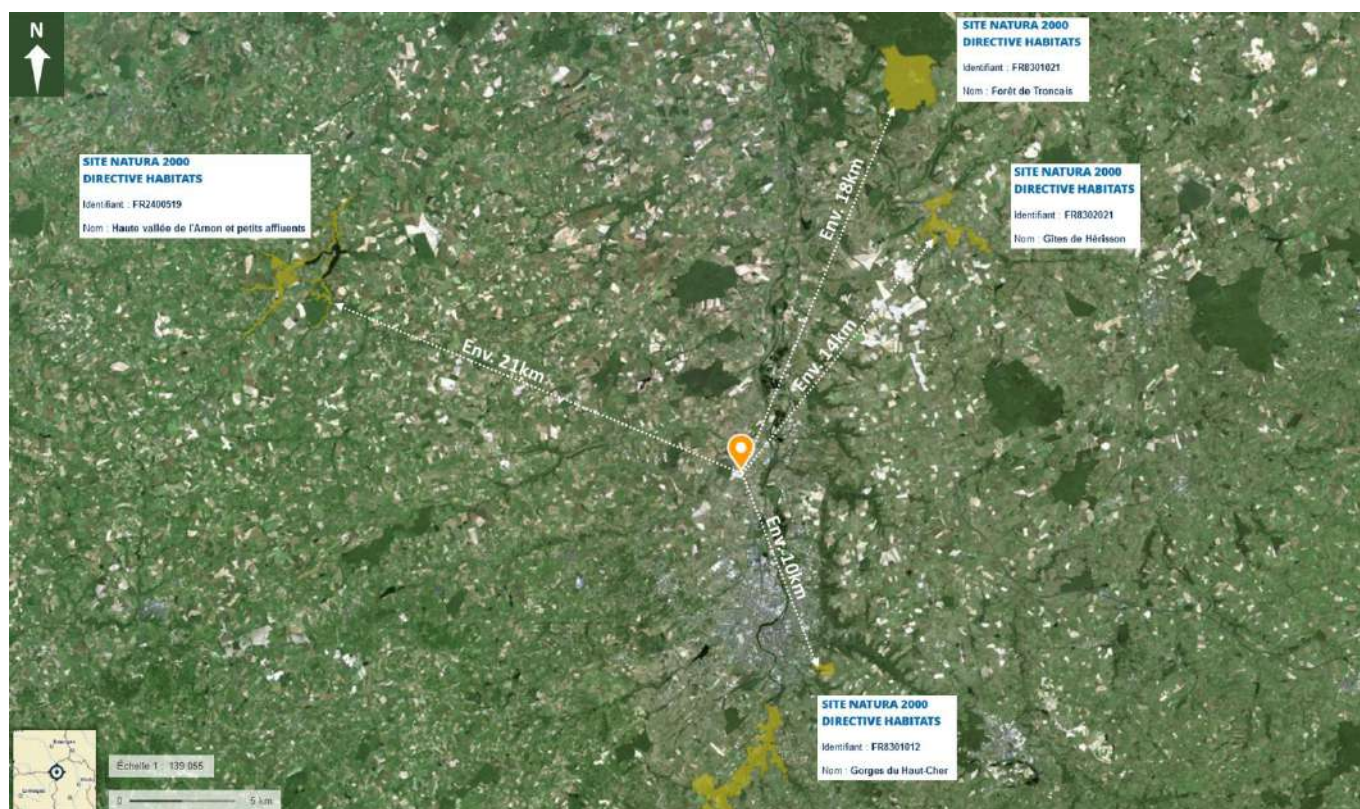 N
SITE NATURA 2000
DIRECTIVE HABITATS
Identifiant : FR8301021
Nom : Forêt de Troncais
SITE NATURA 2000
DIRECTIVE HABITATS
Identifiant : FR2400519
Nom : Haute vallée de l'Arnon et petits affluents
SITE NATURA 2000
DIRECTIVE HABITATS
Identifiant : FR8302021
Nom : Gîtes de Hérisson
Env. 18km
Env. 14km
Env. 21km
Env. 10km
SITE NATURA 2000
DIRECTIVE HABITATS
Identifiant : FR8301012
Nom : Gorges du Haut-Cher
Échelle 1 : 139 055
0 5 km